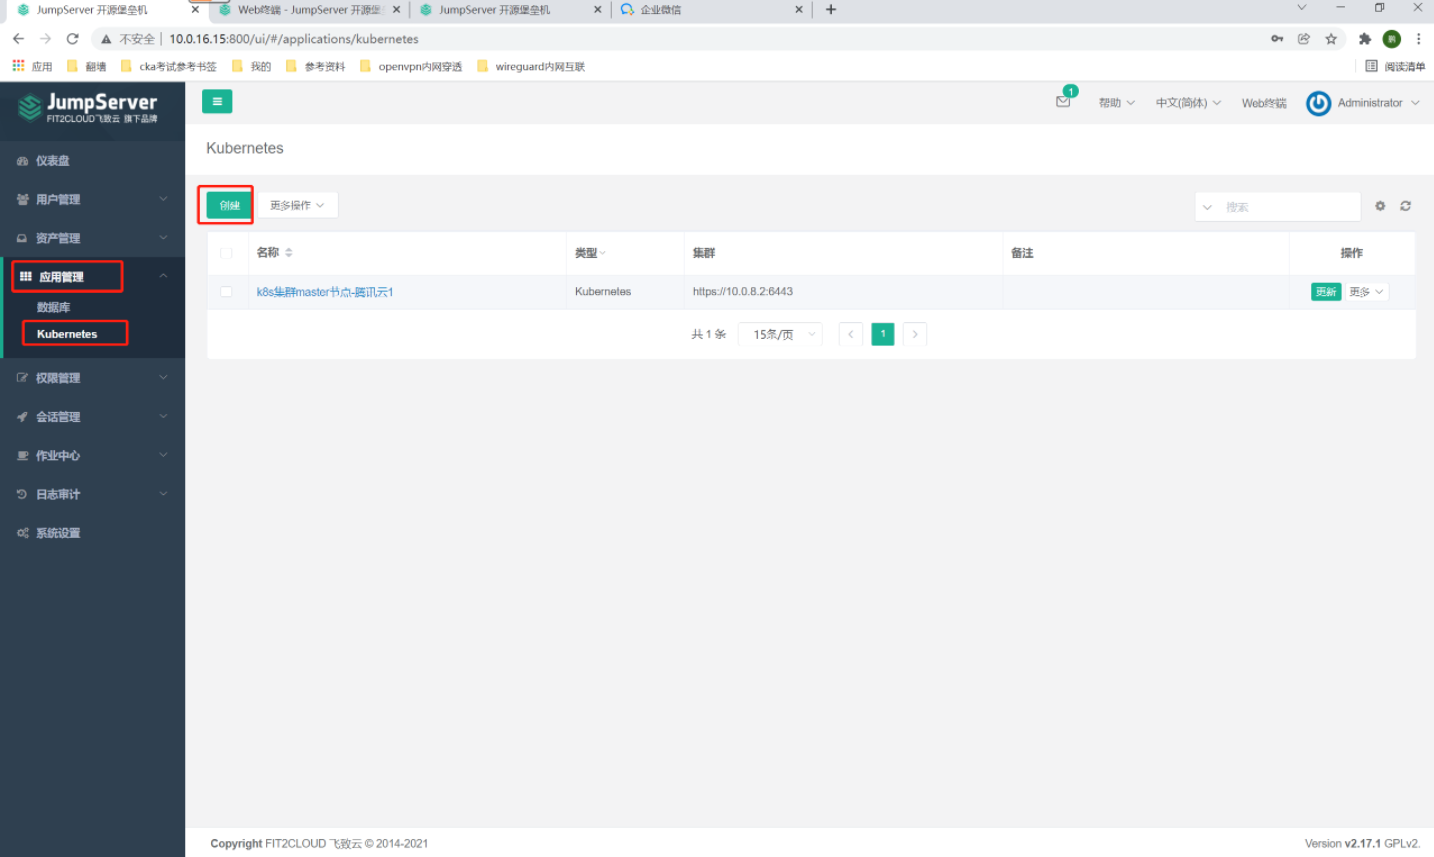 JumpServer 开源堡垒机
Web终端 - JumpServer 开源堡
JumpServer 开源堡垒机
企业微信
不安全 | 10.0.16.15:800/ui/#/applications/kubernetes
应用 翻墙 cka考试参考书签 我的 参考资料 openvpn内网穿透 wireguard内网互联 阅读清单
JumpServer
FIT2CLOUD飞致云 旗下品牌
1
帮助 中文(简体) Web终端 Administrator
仪表盘
用户管理
资产管理
应用管理
数据库
Kubernetes
权限管理
会话管理
作业中心
日志审计
系统设置
Kubernetes
创建 更多操作 搜索
名称 类型 集群 备注 操作
k8s集群master节点-腾讯云1 Kubernetes https://10.0.8.2:6443 更新 更多
共 1 条 15条/页 1
Copyright FIT2CLOUD 飞致云 © 2014-2021
Version v2.17.1 GPLv2.